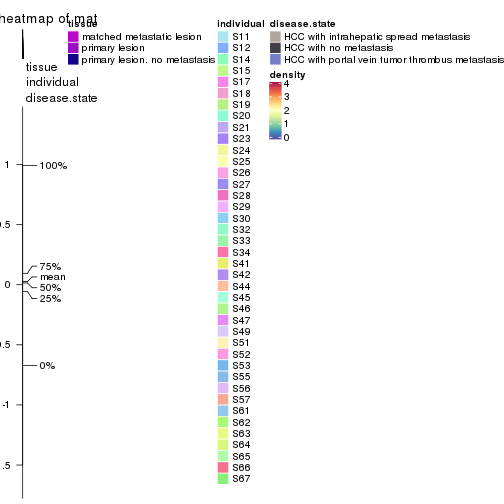 heatmap of mat
tissue
matched metastatic lesion
primary lesion
primary lesion. no metastasis
individual
S11
S12
S14
S15
S17
S18
S19
S20
S21
S23
S24
S25
S26
S27
S28
S29
S30
S32
S33
S34
S41
S42
S44
S45
S46
S47
S49
S51
S52
S53
S55
S56
S57
S61
S62
S63
S64
S65
S66
S67
disease.state
HCC with intrahepatic spread metastasis
HCC with no metastasis
HCC with portal vein tumor thrombus metastasis
density
4
3
2
1
0
tissue
individual
disease.state
1
0.5
0
.5
-1
.5
100%
75%
mean
50%
25%
0%